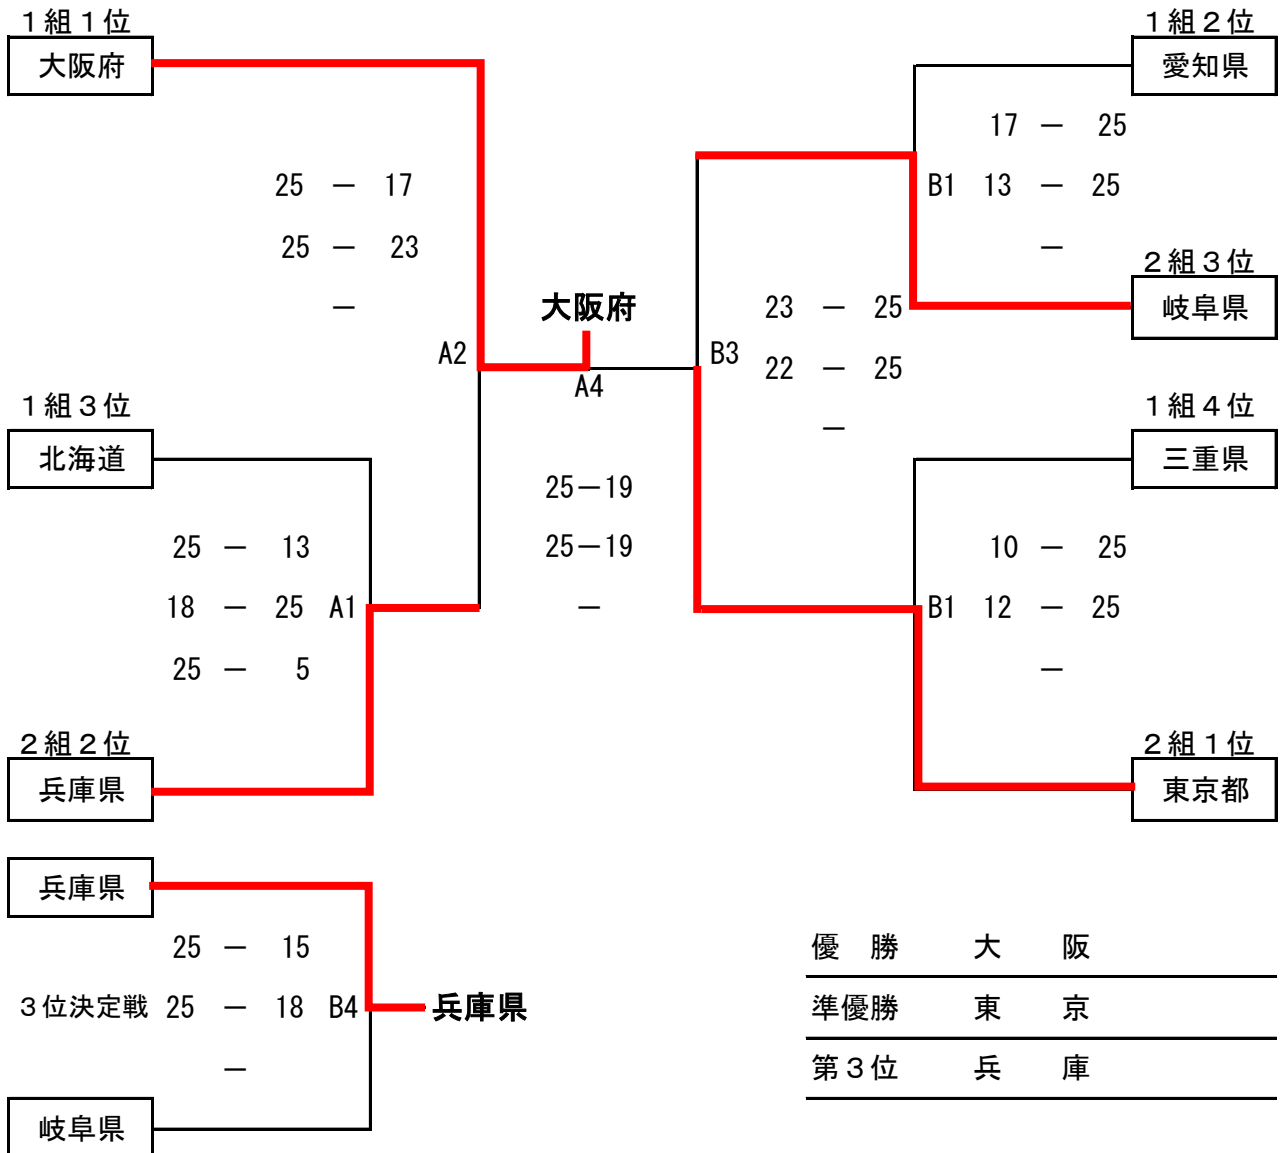 １組１位
大阪府
25 － 17
25 － 23
－
A2
１組３位
北海道
25 － 13
18 － 25 A1
25 － 5
２組２位
兵庫県
大阪府
A4
25－19
25－19
－
１組２位
愛知県
17 － 25
B1 13 － 25
－
２組３位
岐阜県
23 － 25
B3
22 － 25
－
１組４位
三重県
10 － 25
B1 12 － 25
－
２組１位
東京都
兵庫県
25 － 15
３位決定戦 25 － 18 B4 兵庫県
－
岐阜県
優　勝　大　阪
準優勝　東　京
第３位　兵　庫